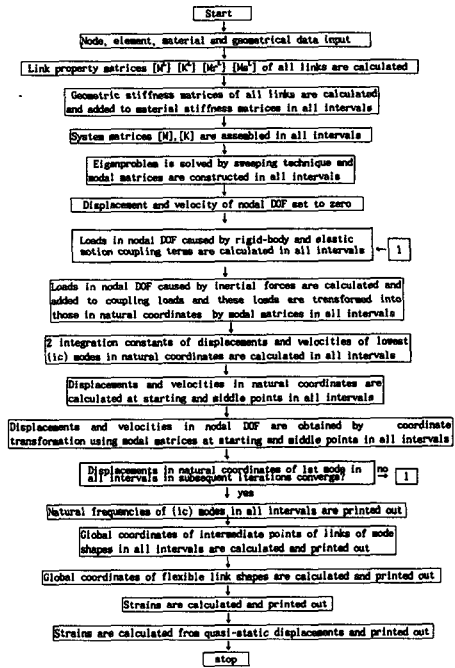 Start
Node, element, material and geometrical data input
Link property matrices [Mᴸ] [Kᴸ] [Mrᴸ] [Mmᴸ] of all links are calculated
Geometric stiffness matrices of all links are calculated
and added to material stiffness matrices in all intervals
System matrices [M],[K] are assembled in all intervals
Eigenproblem is solved by sweeping technique and
modal matrices are constructed in all intervals
Displacement and velocity of nodal DOF set to zero
Loads in nodal DOF caused by rigid-body and elastic
motion coupling terms are calculated in all intervals
1
Loads in nodal DOF caused by inertial forces are calculated and
added to coupling loads and these loads are transformed into
those in natural coordinates by modal matrices in all intervals
2 integration constants of displacements and velocities of lowest
(ic) modes in natural coordinates are calculated in all intervals
Displacements and velocities in natural coordinates are
calculated at starting and middle points in all intervals
Displacements and velocities in nodal DOF are obtained by coordinate
transformation using modal matrices at starting and middle points in all intervals
Displacements in natural coordinates of 1st mode in
all intervals in subsequent iterations converge?
no
1
yes
Natural frequencies of (ic) modes in all intervals are printed out
Global coordinates of intermediate points of links of mode
shapes in all intervals are calculated and printed out
Global coordinates of flexible link shapes are calculated and printed out
Strains are calculated and printed out
Strains are calculated from quasi-static displacements and printed out
stop